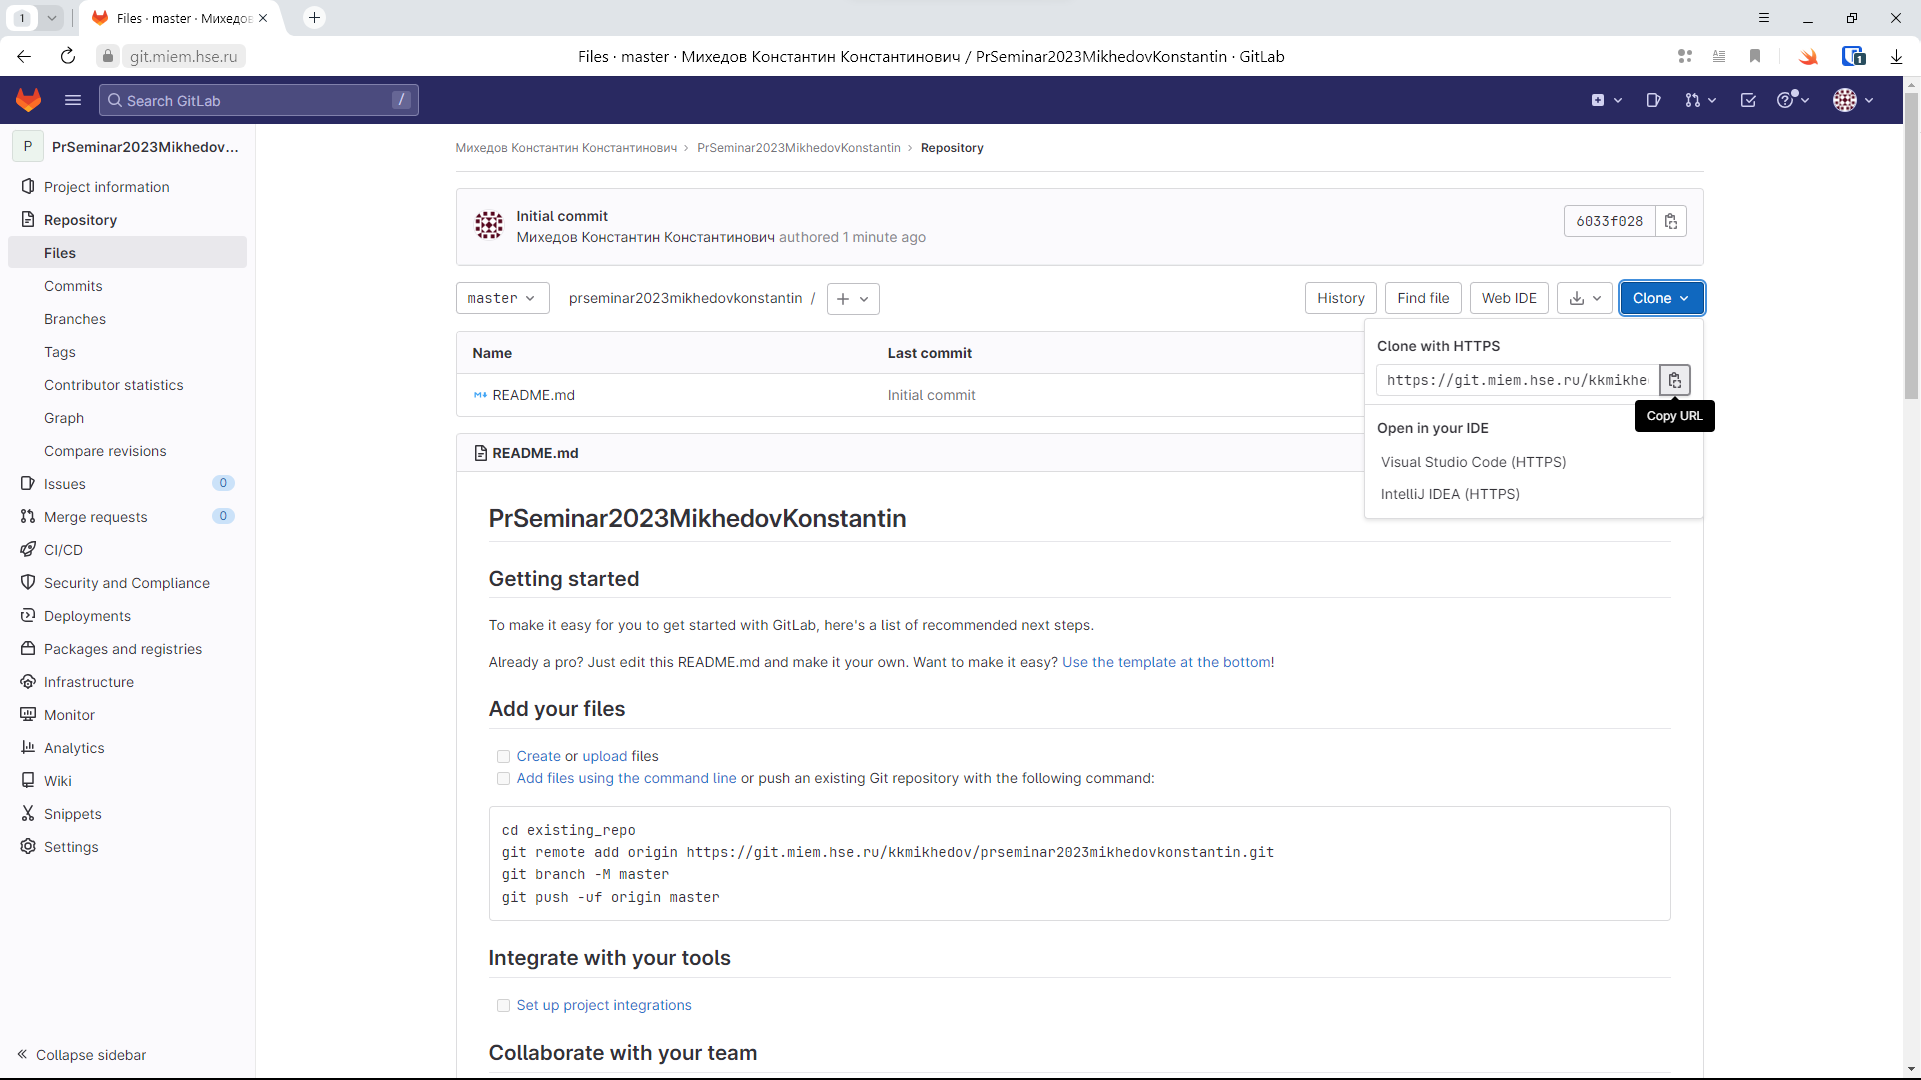 1
Files · master · Михедов
git.miem.hse.ru
Files · master · Михедов Константин Константинович / PrSeminar2023MikhedovKonstantin · GitLab
1
Search GitLab
/
P
PrSeminar2023Mikhedov...
Project information
Repository
Files
Commits
Branches
Tags
Contributor statistics
Graph
Compare revisions
Issues
0
Merge requests
0
CI/CD
Security and Compliance
Deployments
Packages and registries
Infrastructure
Monitor
Analytics
Wiki
Snippets
Settings
Collapse sidebar
Михедов Константин Константинович › PrSeminar2023MikhedovKonstantin › Repository
Initial commit
Михедов Константин Константинович authored 1 minute ago
6033f028
master
prseminar2023mikhedovkonstantin /
History
Find file
Web IDE
Clone
Clone with HTTPS
https://git.miem.hse.ru/kkmikhe
Copy URL
Open in your IDE
Visual Studio Code (HTTPS)
IntelliJ IDEA (HTTPS)
Name
Last commit
README.md
Initial commit
README.md
PrSeminar2023MikhedovKonstantin
Getting started
To make it easy for you to get started with GitLab, here's a list of recommended next steps.
Already a pro? Just edit this README.md and make it your own. Want to make it easy? Use the template at the bottom!
Add your files
Create or upload files
Add files using the command line or push an existing Git repository with the following command:
cd existing_repo
git remote add origin https://git.miem.hse.ru/kkmikhedov/prseminar2023mikhedovkonstantin.git
git branch -M master
git push -uf origin master
Integrate with your tools
Set up project integrations
Collaborate with your team